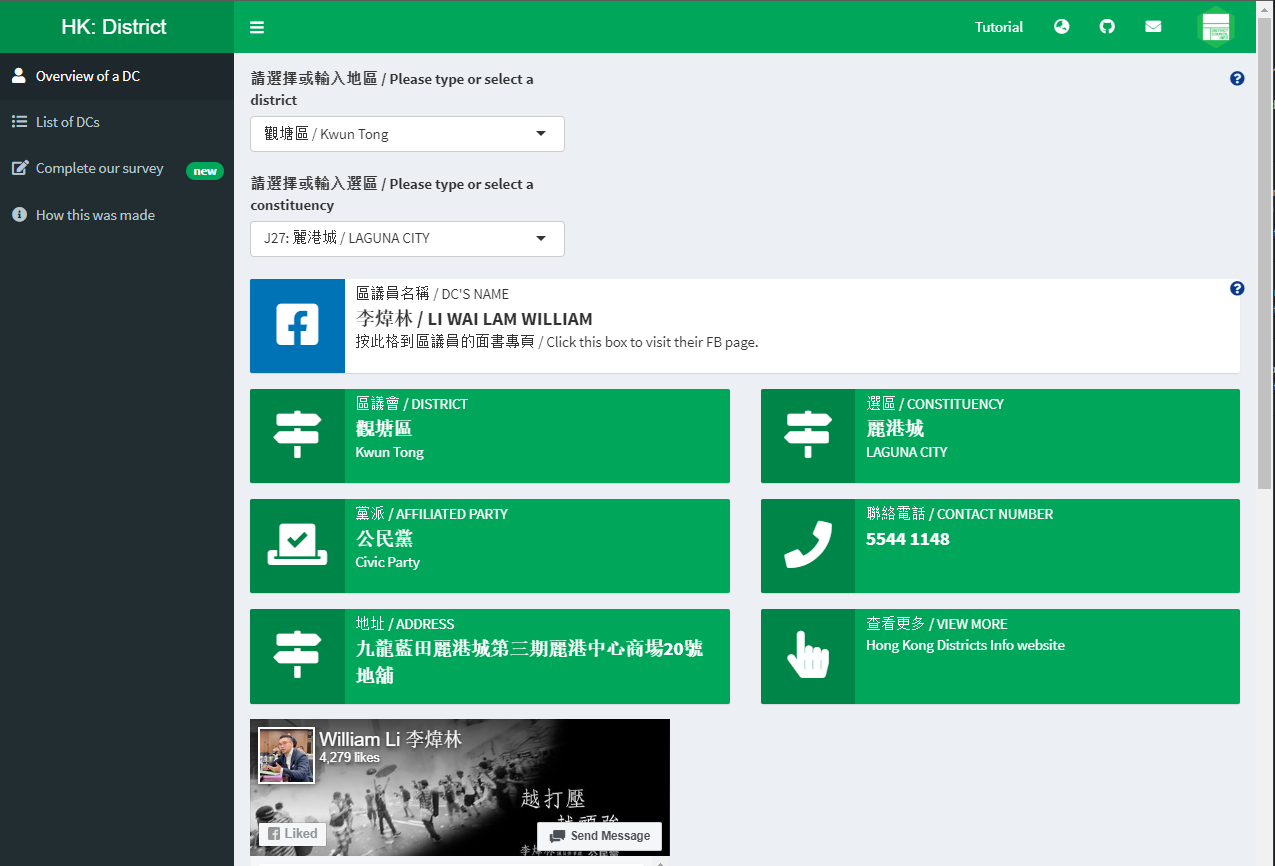 HK: District
Tutorial
Overview of a DC
List of DCs
Complete our survey
new
How this was made
請選擇或輸入地區 / Please type or select a
district
觀塘區 / Kwun Tong
請選擇或輸入選區 / Please type or select a
constituency
J27: 麗港城 / LAGUNA CITY
區議員名稱 / DC'S NAME
李煒林 / LI WAI LAM WILLIAM
按此格到區議員的面書專頁 / Click this box to visit their FB page.
區議會 / DISTRICT
觀塘區
Kwun Tong
選區 / CONSTITUENCY
麗港城
LAGUNA CITY
黨派 / AFFILIATED PARTY
公民黨
Civic Party
聯絡電話 / CONTACT NUMBER
5544 1148
地址 / ADDRESS
九龍藍田麗港城第三期麗港中心商場20號
地舖
查看更多 / VIEW MORE
Hong Kong Districts Info website
William Li 李煒林
4,279 likes
越打壓
Liked
Send Message